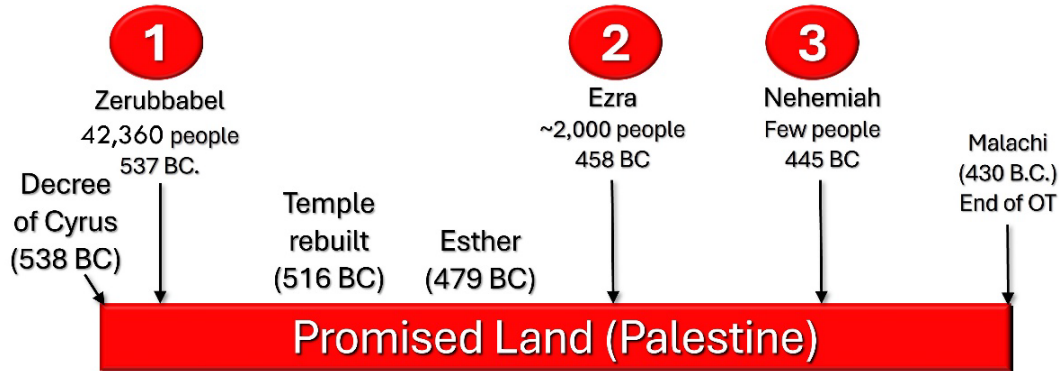 1
Zerubbabel
42,360 people
537 BC.
Decree
of Cyrus
(538 BC)
Temple
rebuilt
(516 BC)
Esther
(479 BC)
2
Ezra
~2,000 people
458 BC
3
Nehemiah
Few people
445 BC
Malachi
(430 B.C.)
End of OT
Promised Land (Palestine)